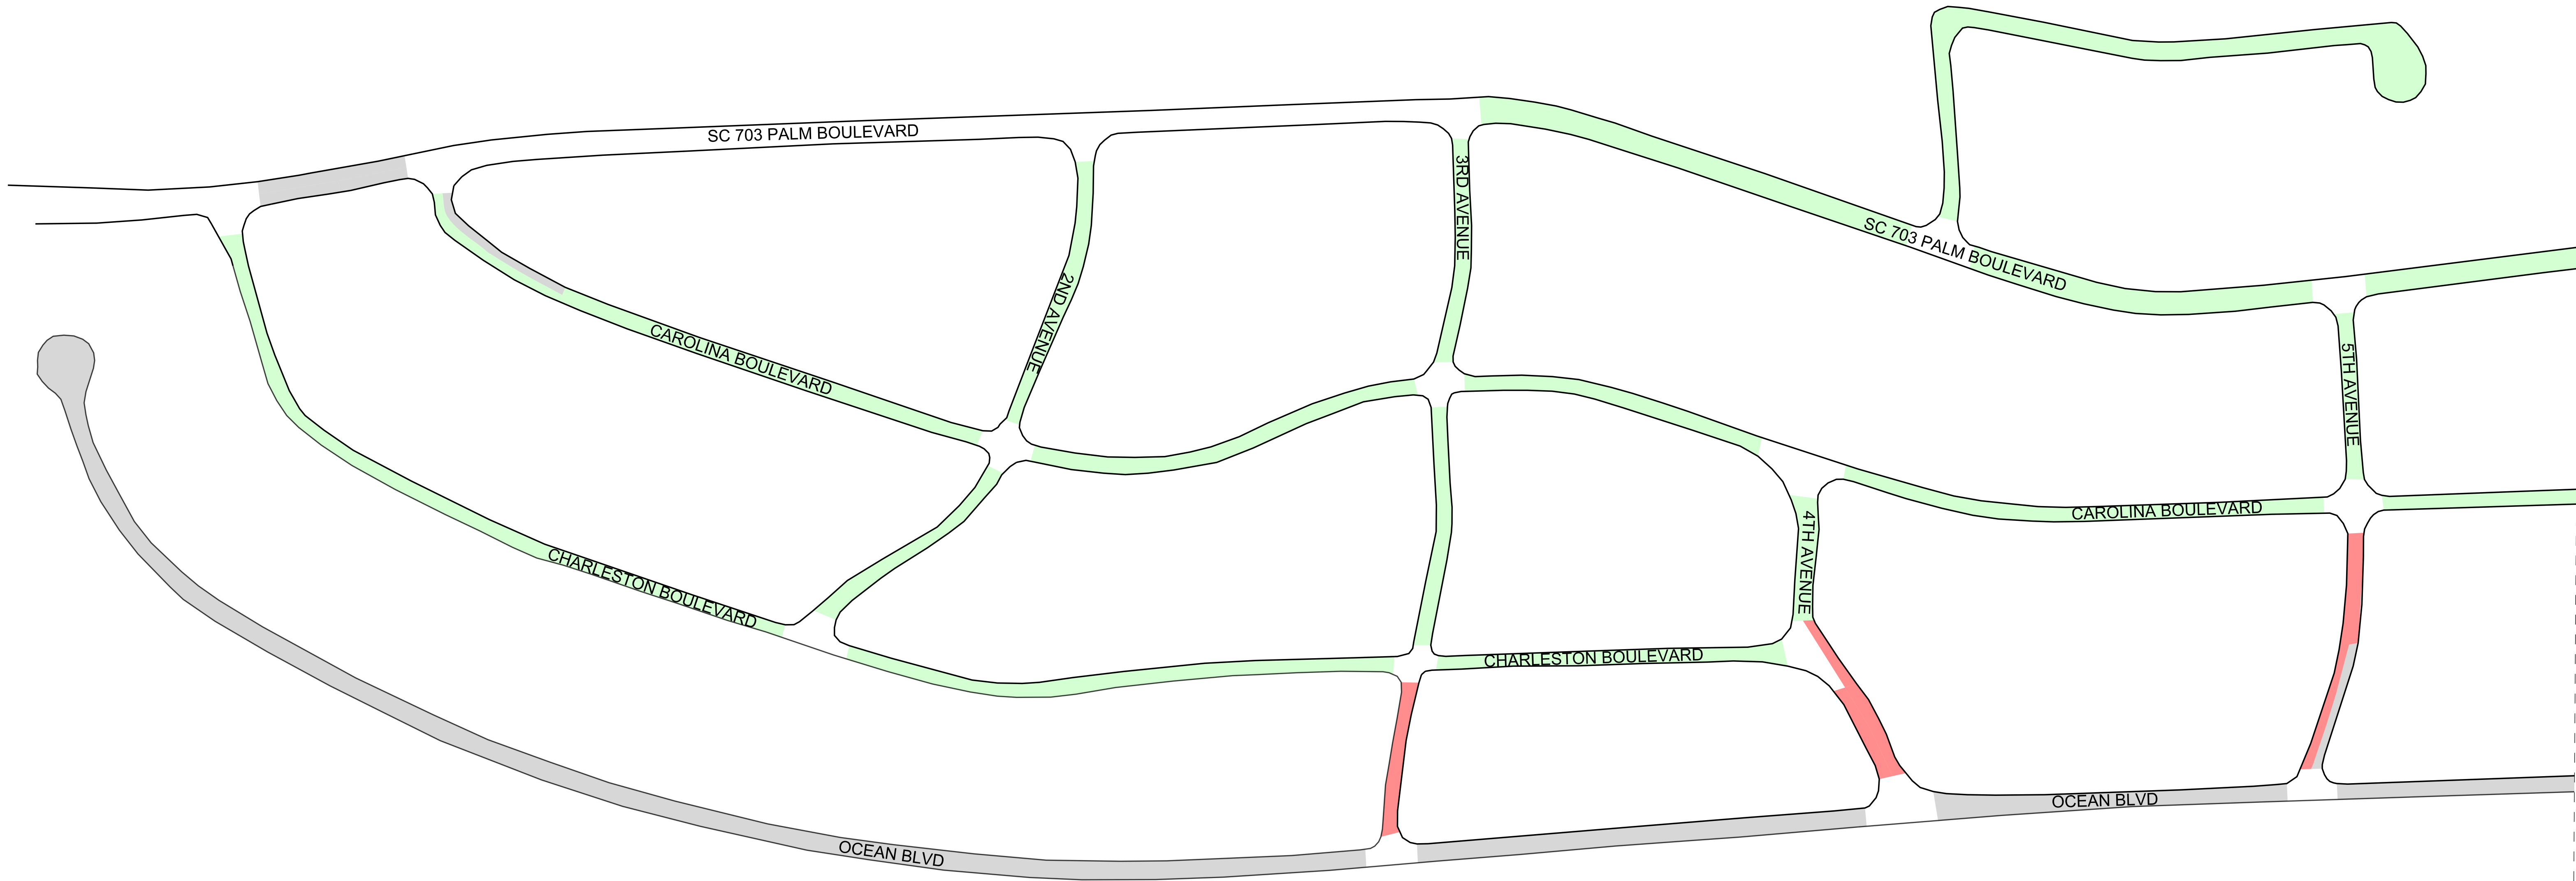 SC 703 PALM BOULEVARD
3RD AVENUE
SC 703 PALM BOULEVARD
2ND AVENUE
CAROLINA BOULEVARD
5TH AVENUE
CAROLINA BOULEVARD
4TH AVENUE
CHARLESTON BOULEVARD
CHARLESTON BOULEVARD
OCEAN BLVD
OCEAN BLVD